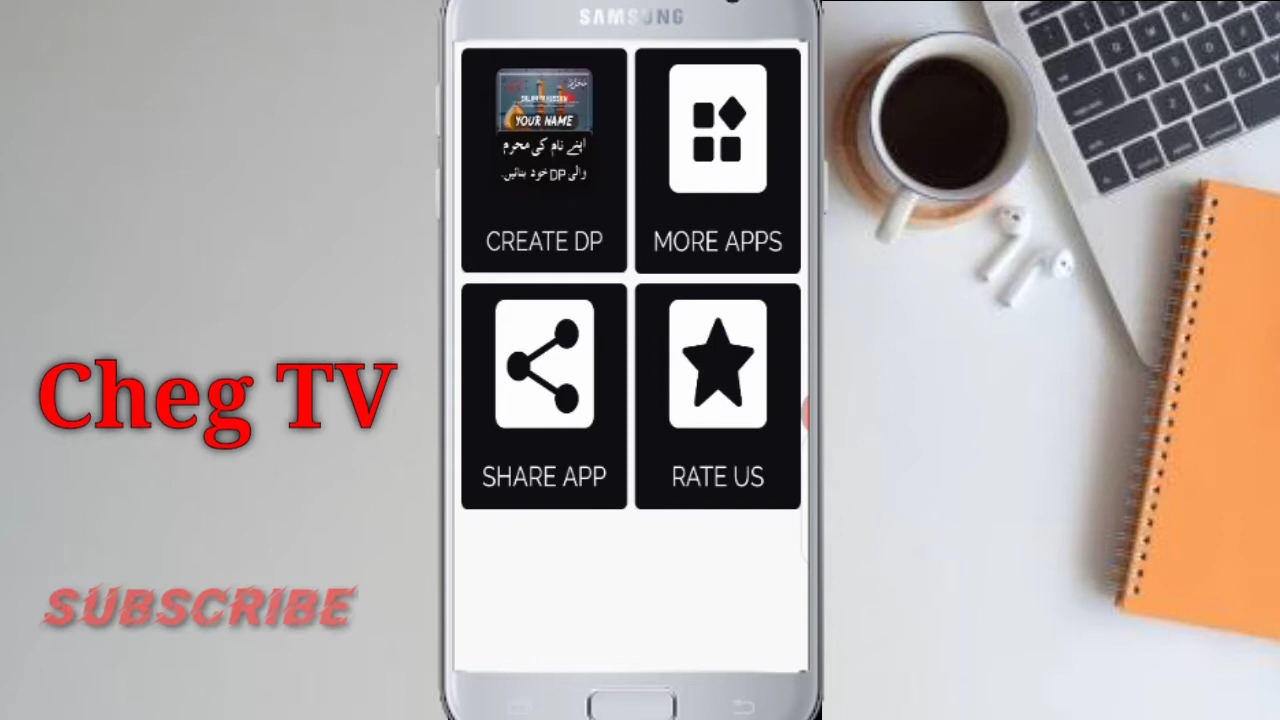 SAMSUNG
YOUR NAME
اپنے نام کی محرم
والی DP خود بنائیں.
CREATE DP
MORE APPS
SHARE APP
RATE US
Cheg TV
SUBSCRIBE